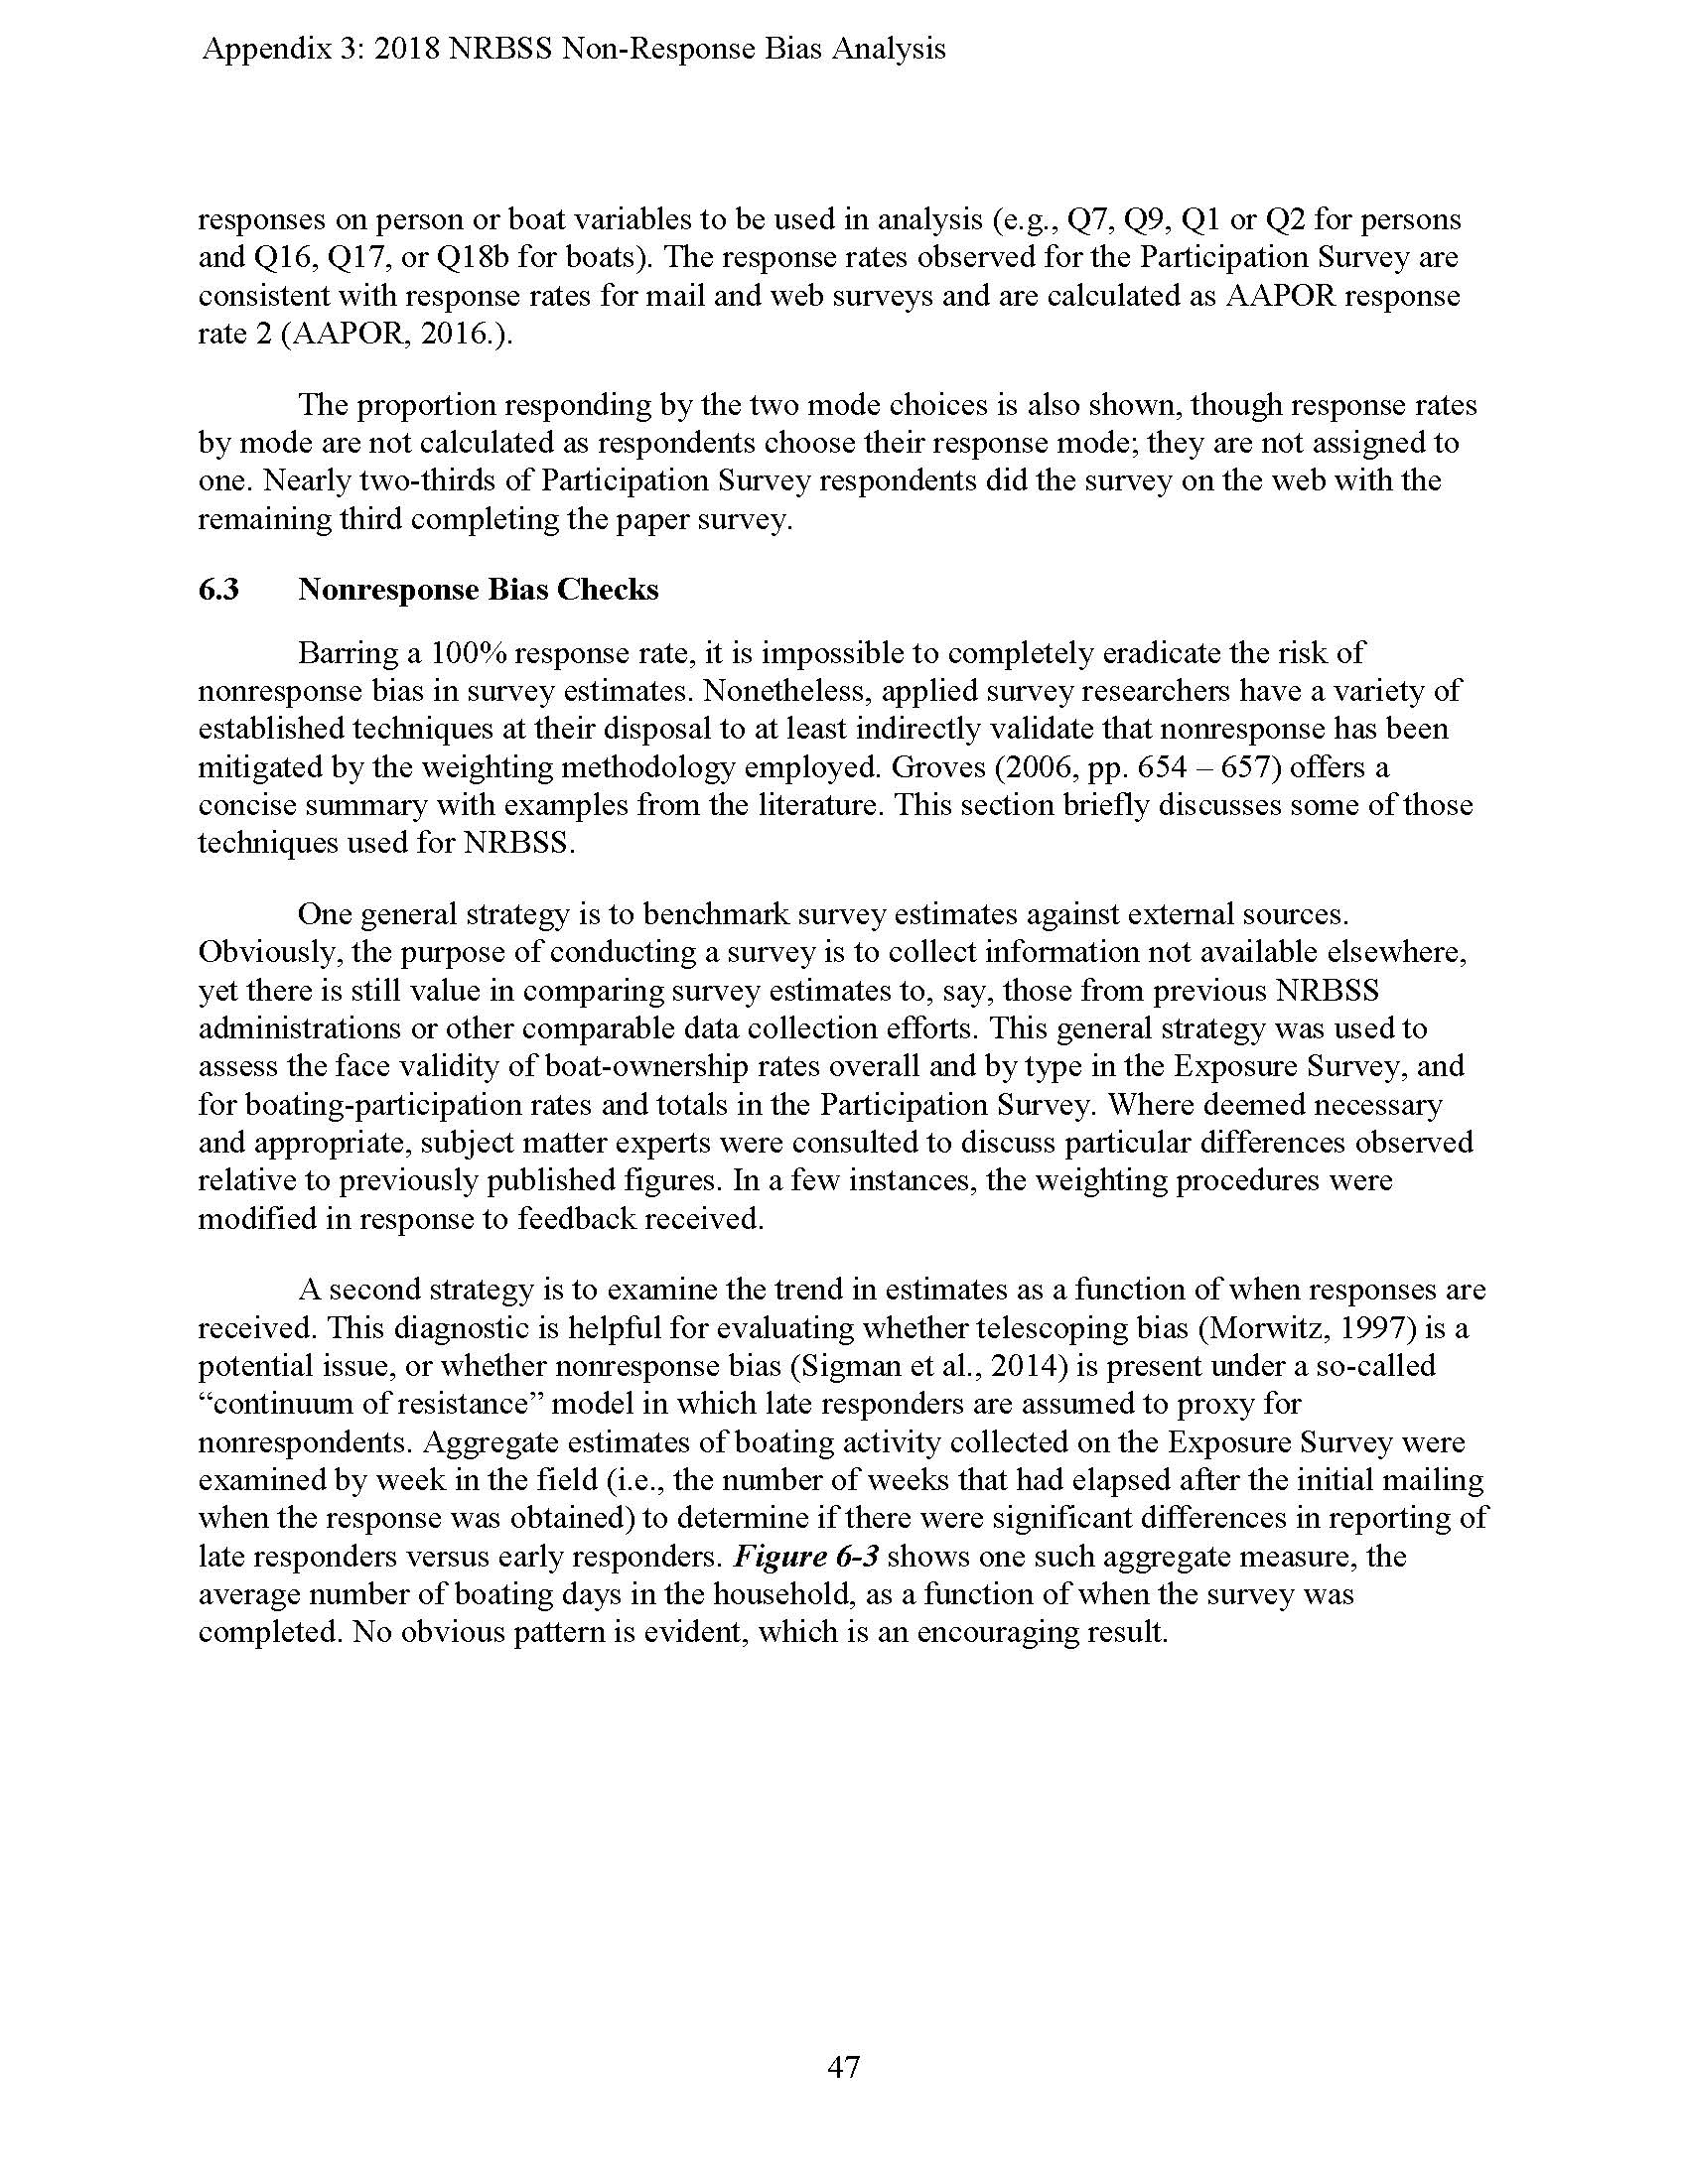 Appendix 3: 2018 NRBSS Non-Response Bias Analysis
responses on person or boat variables to be used in analysis (e.g., Q7, Q9, Q1 or Q2 for persons
and Q16, Q17, or Q18b for boats). The response rates observed for the Participation Survey are
consistent with response rates for mail and web surveys and are calculated as AAPOR response
rate 2 (AAPOR, 2016.).
The proportion responding by the two mode choices is also shown, though response rates
by mode are not calculated as respondents choose their response mode; they are not assigned to
one. Nearly two-thirds of Participation Survey respondents did the survey on the web with the
remaining third completing the paper survey.
6.3 Nonresponse Bias Checks
Barring a 100% response rate, it is impossible to completely eradicate the risk of
nonresponse bias in survey estimates. Nonetheless, applied survey researchers have a variety of
established techniques at their disposal to at least indirectly validate that nonresponse has been
mitigated by the weighting methodology employed. Groves (2006, pp. 654 – 657) offers a
concise summary with examples from the literature. This section briefly discusses some of those
techniques used for NRBSS.
One general strategy is to benchmark survey estimates against external sources.
Obviously, the purpose of conducting a survey is to collect information not available elsewhere,
yet there is still value in comparing survey estimates to, say, those from previous NRBSS
administrations or other comparable data collection efforts. This general strategy was used to
assess the face validity of boat-ownership rates overall and by type in the Exposure Survey, and
for boating-participation rates and totals in the Participation Survey. Where deemed necessary
and appropriate, subject matter experts were consulted to discuss particular differences observed
relative to previously published figures. In a few instances, the weighting procedures were
modified in response to feedback received.
A second strategy is to examine the trend in estimates as a function of when responses are
received. This diagnostic is helpful for evaluating whether telescoping bias (Morwitz, 1997) is a
potential issue, or whether nonresponse bias (Sigman et al., 2014) is present under a so-called
“continuum of resistance” model in which late responders are assumed to proxy for
nonrespondents. Aggregate estimates of boating activity collected on the Exposure Survey were
examined by week in the field (i.e., the number of weeks that had elapsed after the initial mailing
when the response was obtained) to determine if there were significant differences in reporting of
late responders versus early responders. Figure 6-3 shows one such aggregate measure, the
average number of boating days in the household, as a function of when the survey was
completed. No obvious pattern is evident, which is an encouraging result.
47